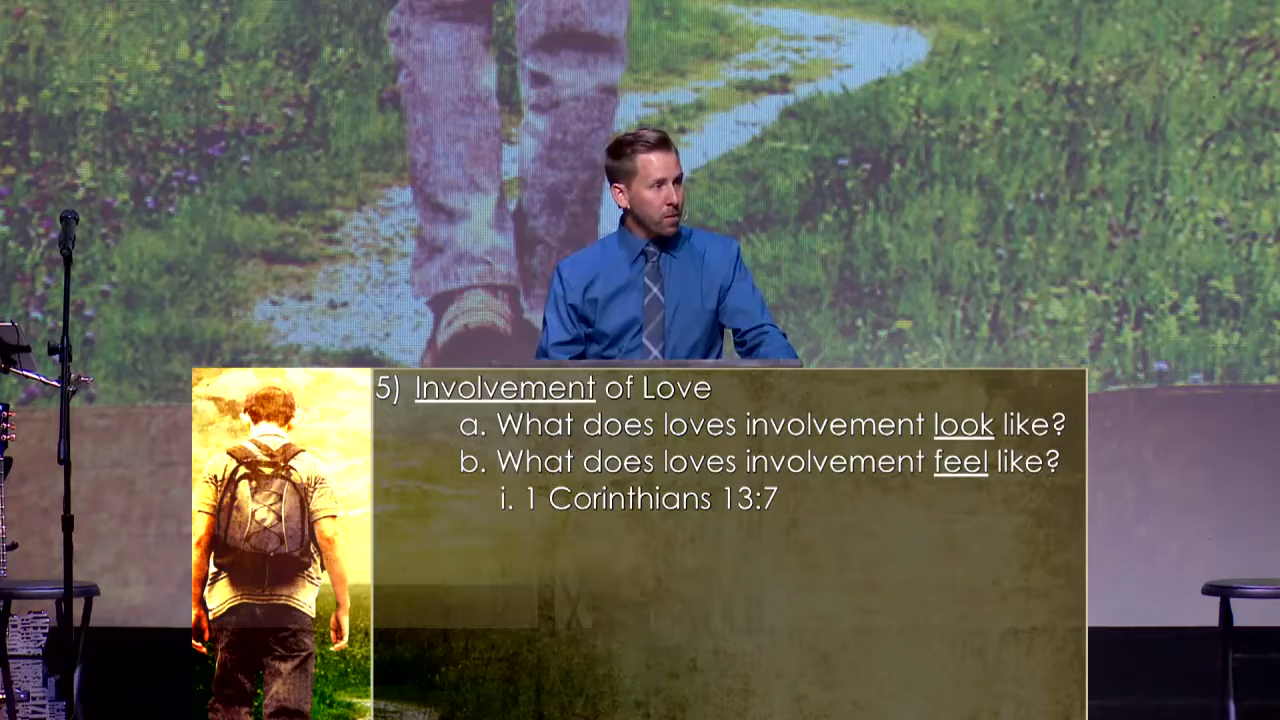 5) Involvement of Love
a. What does loves involvement look like?
b. What does loves involvement feel like?
i. 1 Corinthians 13:7